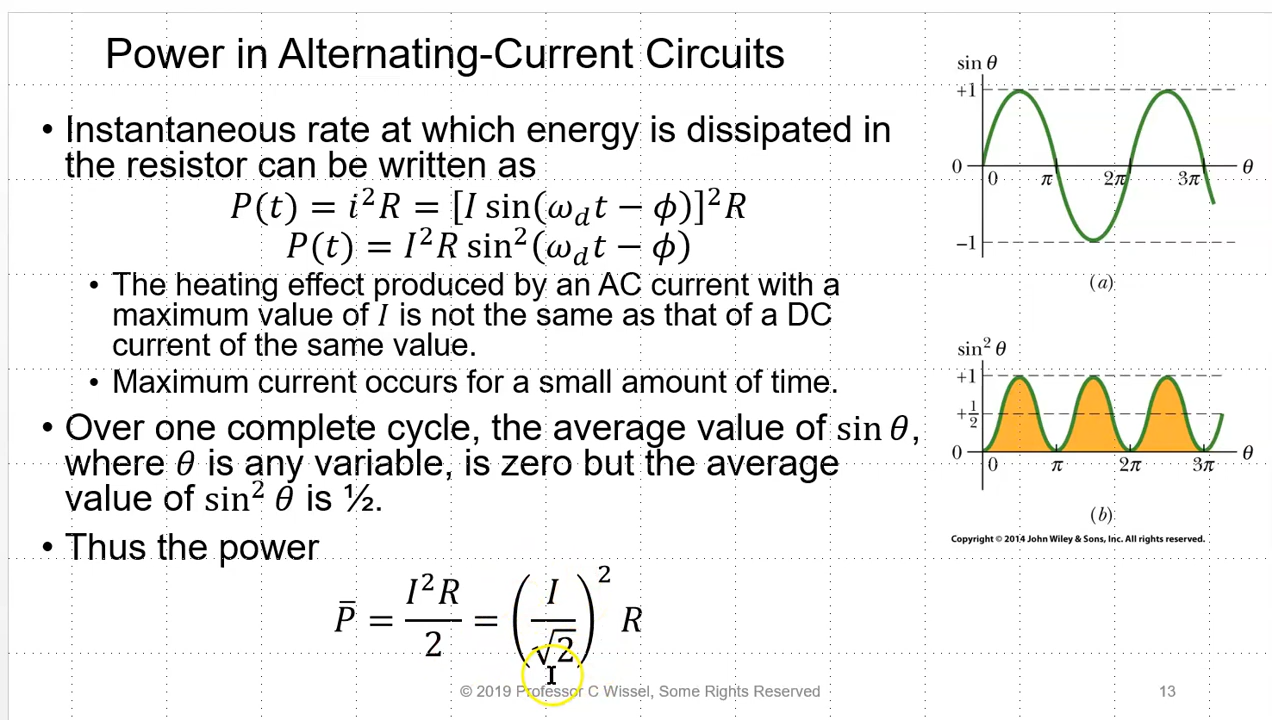 Power in Alternating-Current Circuits
• Instantaneous rate at which energy is dissipated in
the resistor can be written as
P(t) = i²R = [I sin(ω_d t − ϕ)]²R
P(t) = I²R sin²(ω_d t − ϕ)
• The heating effect produced by an AC current with a
maximum value of I is not the same as that of a DC
current of the same value.
• Maximum current occurs for a small amount of time.
• Over one complete cycle, the average value of sin θ,
where θ is any variable, is zero but the average
value of sin² θ is ½.
• Thus the power
P̄ = I²R/2 = (I/√2)² R
sin θ
+1
0
0 π 2π 3π θ
−1
(a)
sin² θ
+1
+½
0
0 π 2π 3π θ
(b)
Copyright © 2014 John Wiley & Sons, Inc. All rights reserved.
© 2019 Professor C Wissel, Some Rights Reserved
13